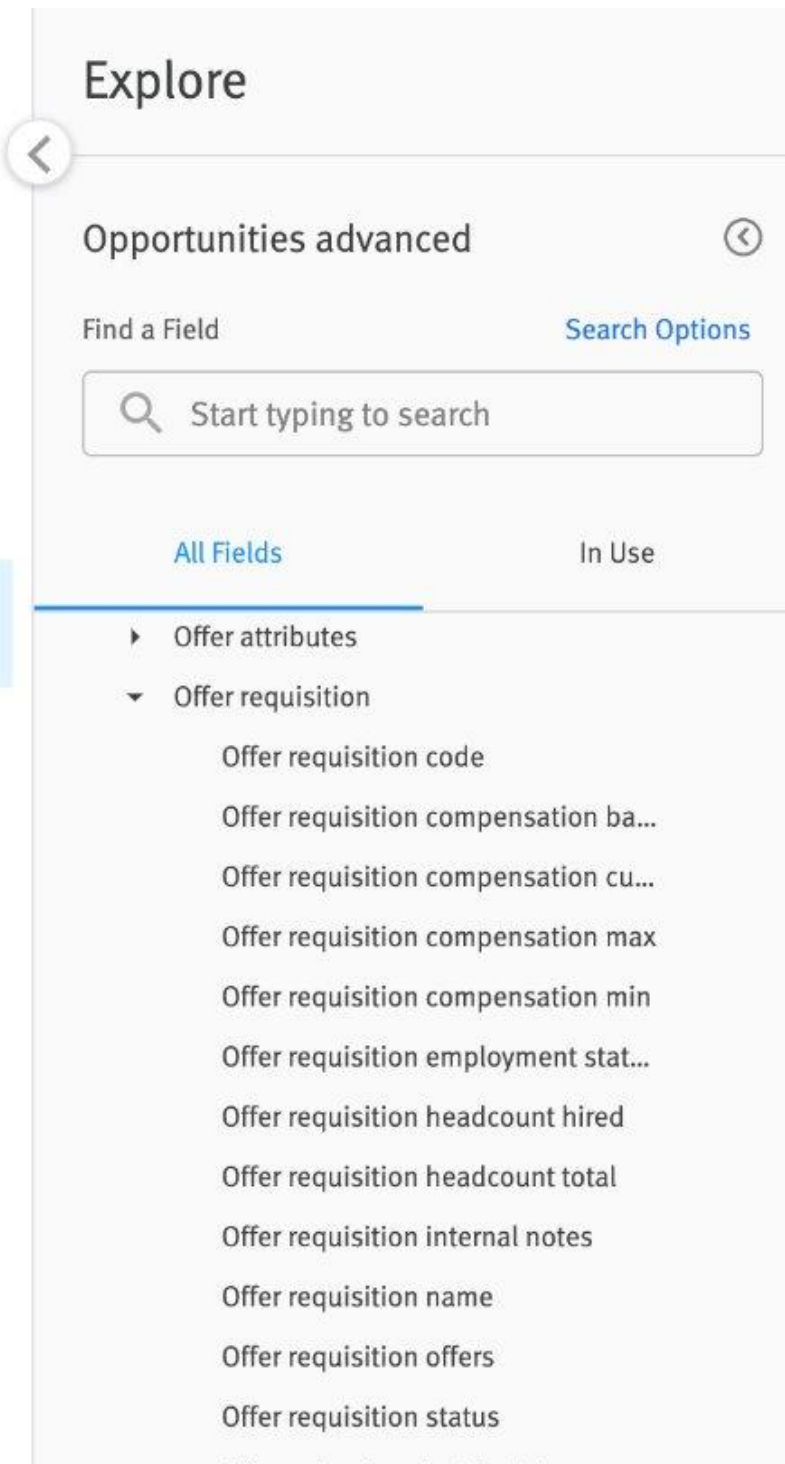 Explore
Opportunities advanced
Find a Field Search Options
Start typing to search
All Fields In Use
Offer attributes
Offer requisition
Offer requisition code
Offer requisition compensation ba...
Offer requisition compensation cu...
Offer requisition compensation max
Offer requisition compensation min
Offer requisition employment stat...
Offer requisition headcount hired
Offer requisition headcount total
Offer requisition internal notes
Offer requisition name
Offer requisition offers
Offer requisition status